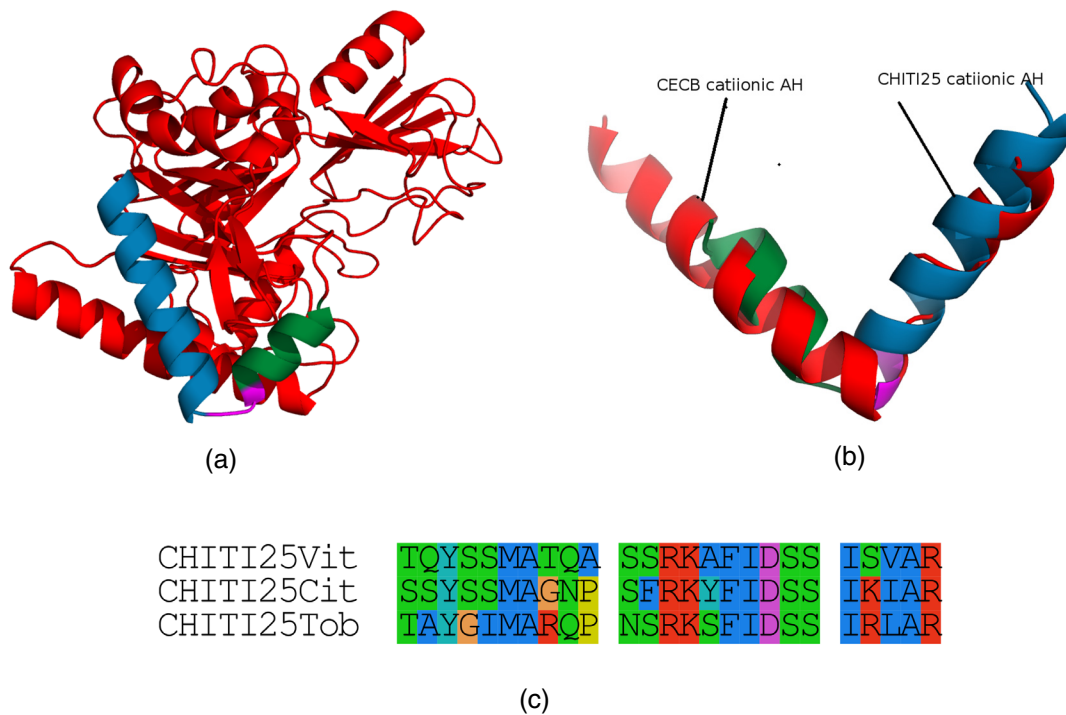 CECB catiionic AH
CHITI25 catiionic AH
(a)
(b)
CHITI25Vit TQYSSMATQA SSRKAFIDSS ISVAR
CHITI25Cit SSYSSMAGNP SFRKYFIDSS IKIAR
CHITI25Tob TAYGIMARQP NSRKSFIDSS IRLAR
(c)